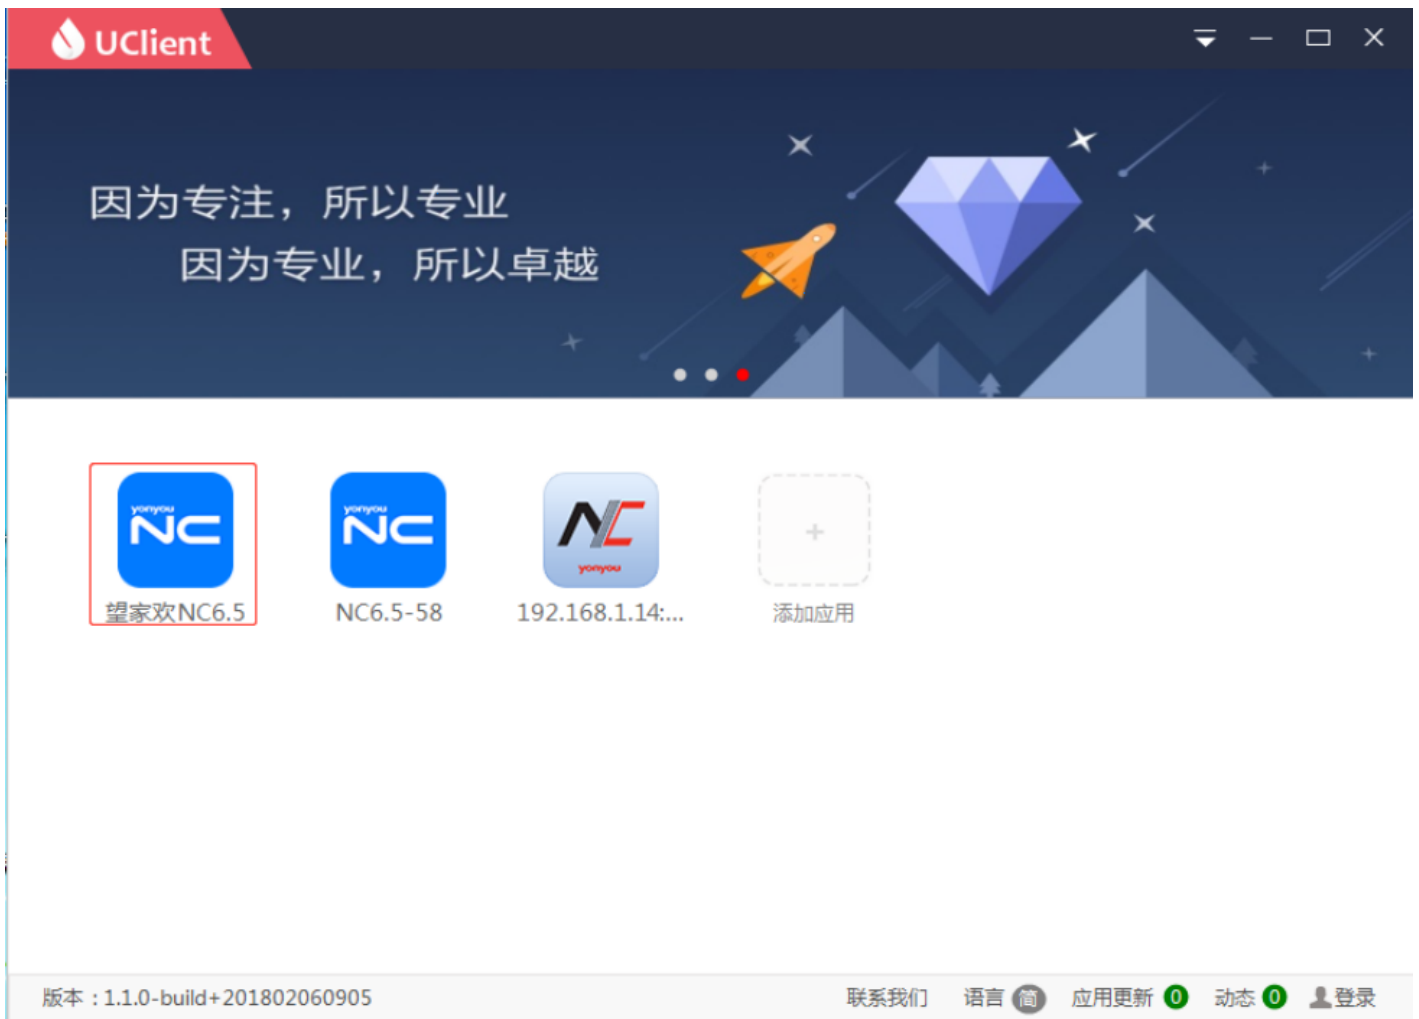 UClient
因为专注，所以专业
因为专业，所以卓越
yonyou
NC
yonyou
NC
NC
yonyou
+
望家欢NC6.5
NC6.5-58
192.168.1.14:...
添加应用
版本：1.1.0-build+201802060905
联系我们
语言 简
应用更新 0
动态 0
登录